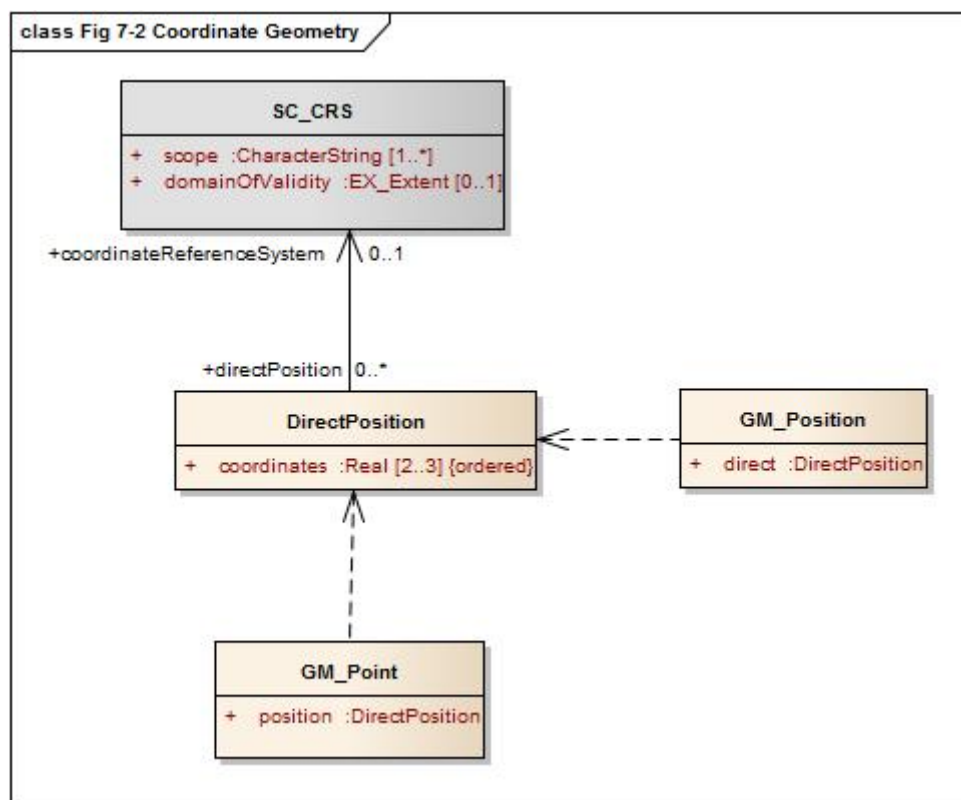 class Fig 7-2 Coordinate Geometry
SC_CRS
+ scope :CharacterString [1..*]
+ domainOfValidity :EX_Extent [0..1]
+coordinateReferenceSystem 0..1
+directPosition 0..*
DirectPosition
+ coordinates :Real [2..3] {ordered}
GM_Position
+ direct :DirectPosition
GM_Point
+ position :DirectPosition